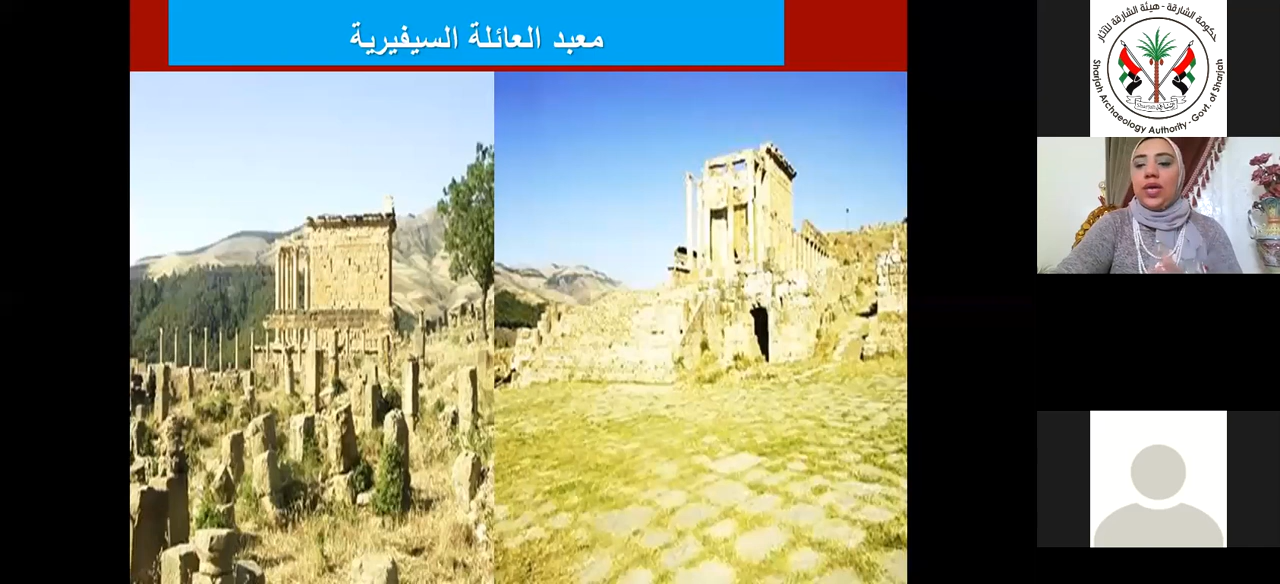 معبد العائلة السيفيرية
حكومة الشارقة - هيئة الشارقة للآثار
Sharjah Archaeology Authority - Govt. of Sharjah